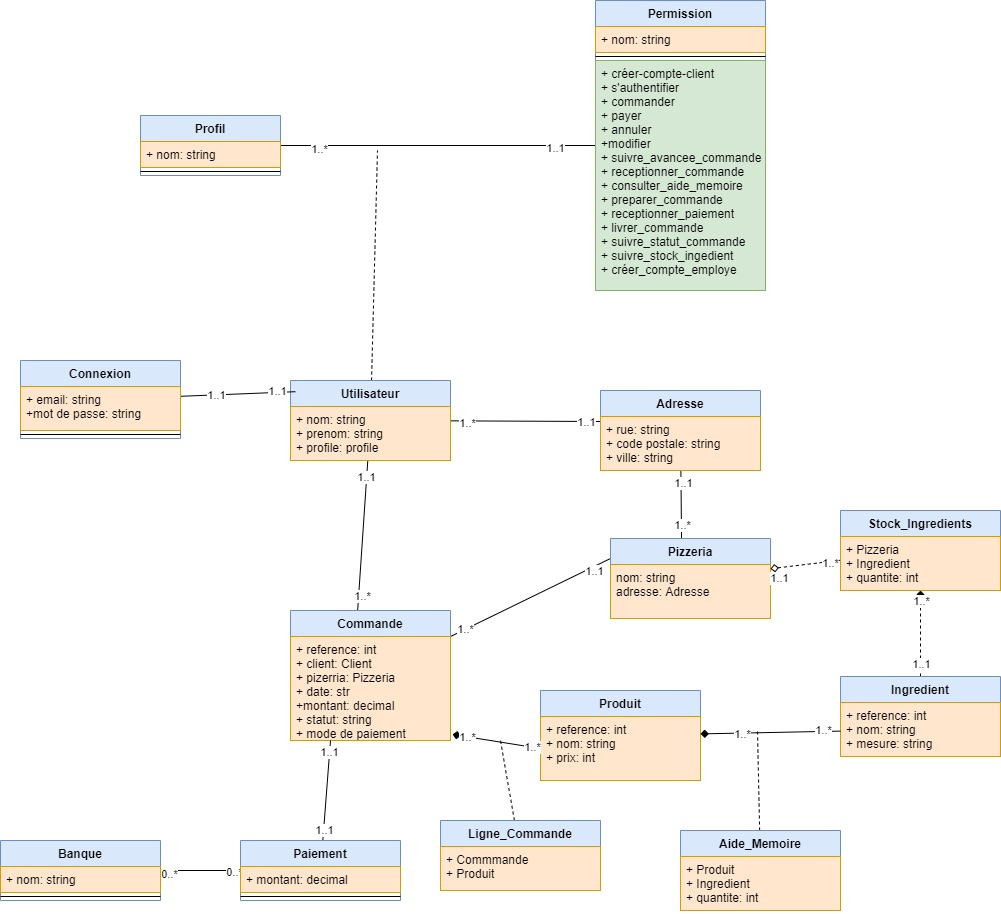 Permission
+ nom: string
+ créer-compte-client
+ s'authentifier
+ commander
+ payer
+ annuler
+modifier
+ suivre_avancee_commande
+ receptionner_commande
+ consulter_aide_memoire
+ preparer_commande
+ receptionner_paiement
+ livrer_commande
+ suivre_statut_commande
+ suivre_stock_ingedient
+ créer_compte_employe
Profil
+ nom: string
1..*
1..1
Connexion
+ email: string
+mot de passe: string
1..1
1..1
Utilisateur
+ nom: string
+ prenom: string
+ profile: profile
1..*
1..1
Adresse
+ rue: string
+ code postale: string
+ ville: string
1..1
1..*
1..1
1..*
Pizzeria
nom: string
adresse: Adresse
1..1
1..*
1..1
1..*
Stock_Ingredients
+ Pizzeria
+ Ingredient
+ quantite: int
1..*
1..1
Commande
+ reference: int
+ client: Client
+ pizerria: Pizzeria
+ date: str
+montant: decimal
+ statut: string
+ mode de paiement
1..*
1..*
Produit
+ reference: int
+ nom: string
+ prix: int
1..*
1..*
Ingredient
+ reference: int
+ nom: string
+ mesure: string
1..1
1..1
Ligne_Commande
+ Commmande
+ Produit
Aide_Memoire
+ Produit
+ Ingredient
+ quantite: int
Banque
+ nom: string
0..*
0..*
Paiement
+ montant: decimal